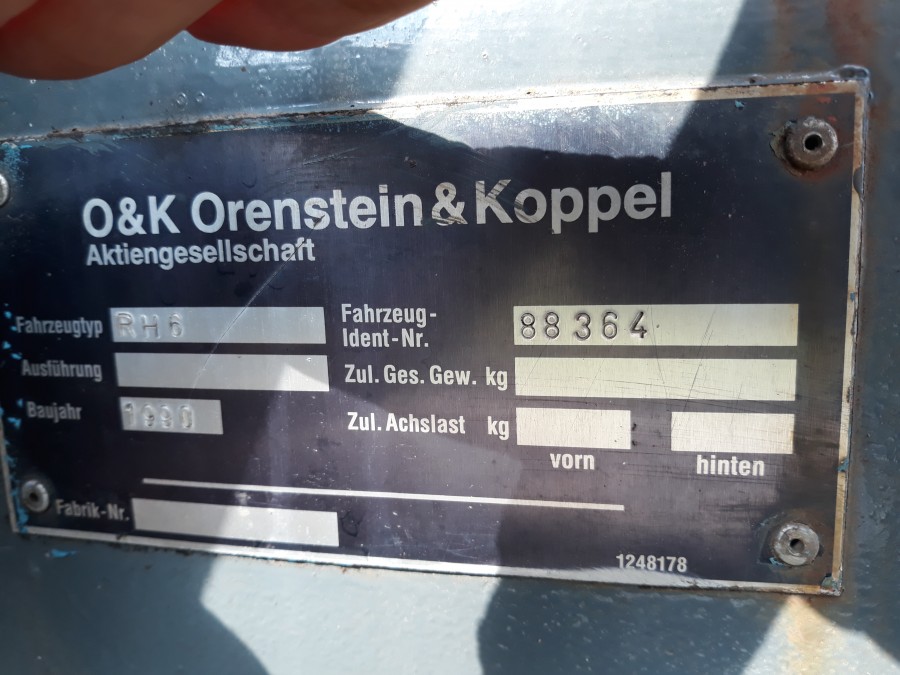 O&K Orenstein&Koppel
Aktiengesellschaft
Fahrzeugtyp RH6
Fahrzeug-
Ident-Nr. 88364
Ausführung
Zul. Ges. Gew. kg
Baujahr 1990
Zul. Achslast kg
vorn hinten
Fabrik-Nr.
1248178